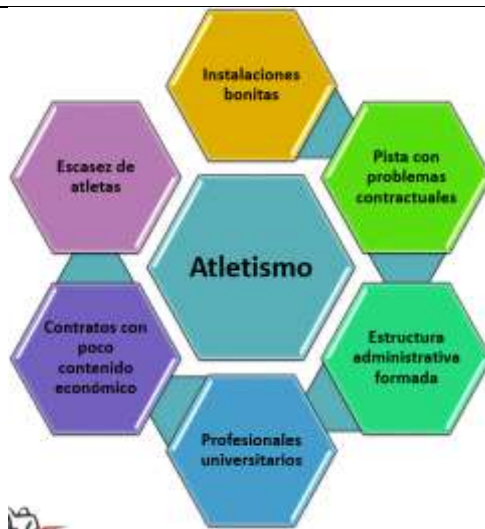 Instalaciones
bonitas
Pista con
problemas
contractuales
Estructura
administrativa
formada
Profesionales
universitarios
Contratos con
poco
contenido
económico
Escasez de
atletas
Atletismo